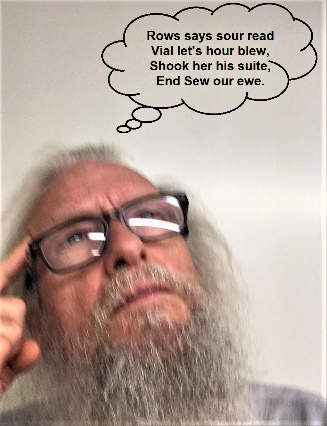 Rows says sour read
Vial let's hour blew,
Shook her his suite,
End Sew our ewe.